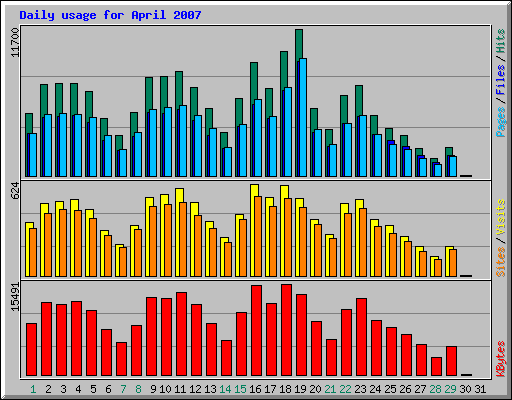 Daily usage for April 2007
11700
Pages/Files/Hits
624
Sites/Visits
15491
KBytes
1 2 3 4 5 6 7 8 9 10 11 12 13 14 15 16 17 18 19 20 21 22 23 24 25 26 27 28 29 30 31